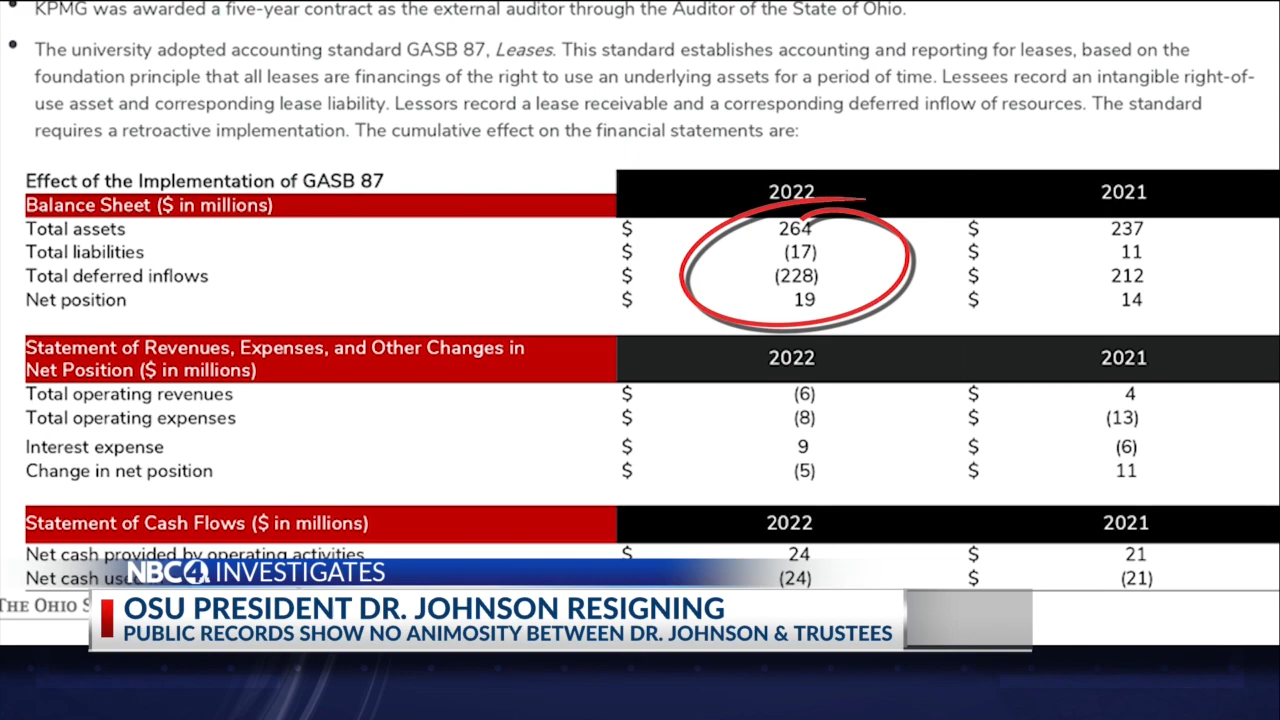 KPMG was awarded a five-year contract as the external auditor through the Auditor of the State of Ohio.
• The university adopted accounting standard GASB 87, Leases. This standard establishes accounting and reporting for leases, based on the
foundation principle that all leases are financings of the right to use an underlying assets for a period of time. Lessees record an intangible right-of-
use asset and corresponding lease liability. Lessors record a lease receivable and a corresponding deferred inflow of resources. The standard
requires a retroactive implementation. The cumulative effect on the financial statements are:
Effect of the Implementation of GASB 87
Balance Sheet ($ in millions) 2022 2021
Total assets $ 264 $ 237
Total liabilities $ (17) $ 11
Total deferred inflows $ (228) $ 212
Net position $ 19 $ 14
Statement of Revenues, Expenses, and Other Changes in
Net Position ($ in millions) 2022 2021
Total operating revenues $ (6) $ 4
Total operating expenses $ (8) $ (13)
Interest expense $ 9 $ (6)
Change in net position $ (5) $ 11
Statement of Cash Flows ($ in millions) 2022 2021
Net cash provided by operating activities $ 24 $ 21
Net cash (24) $ (21)
THE OHIO
NBC4 INVESTIGATES
OSU PRESIDENT DR. JOHNSON RESIGNING
PUBLIC RECORDS SHOW NO ANIMOSITY BETWEEN DR. JOHNSON & TRUSTEES